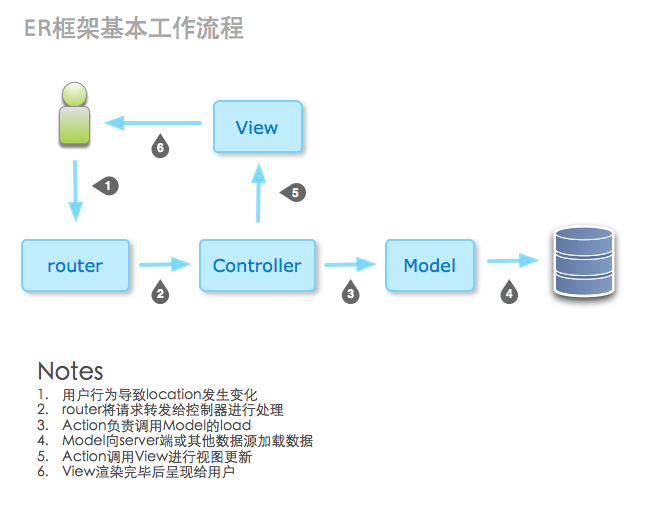 ER框架基本工作流程
View
6
1
5
router
Controller
Model
2
3
4
Notes
1. 用户行为导致location发生变化
2. router将请求转发给控制器进行处理
3. Action负责调用Model的load
4. Model向server端或其他数据源加载数据
5. Action调用View进行视图更新
6. View渲染完毕后呈现给用户